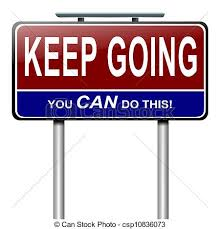 KEEP GOING
YOU CAN DO THIS!
© Can Stock Photo - csp10836073